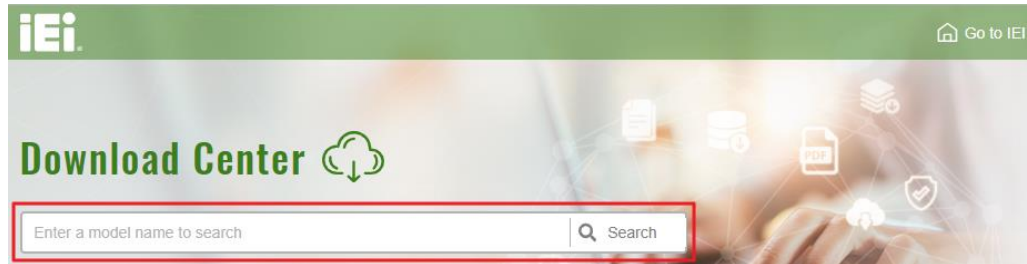 iEi.
Go to IEI
Download Center
PDF
Enter a model name to search
Search